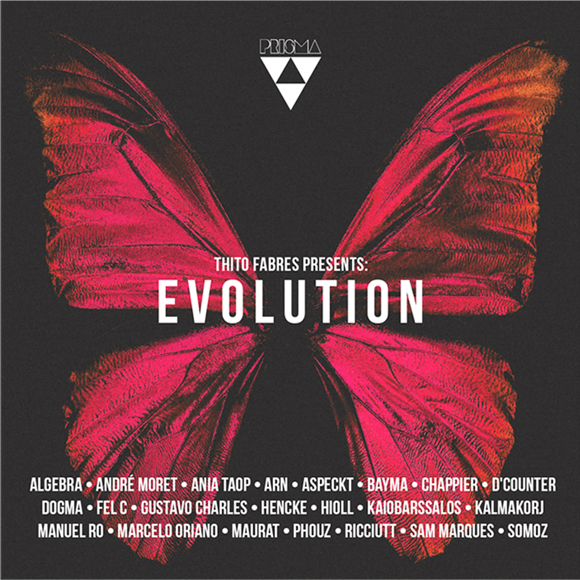 PRISMA
THITO FABRES PRESENTS:
EVOLUTION
ALGEBRA • ANDRÉ MORET • ANIA TAOP • ARN • ASPECKT • BAYMA • CHAPPIER • D'COUNTER
DOGMA • FEL C • GUSTAVO CHARLES • HENCKE • HIOLL • KAIOBARSSALOS • KALMAKORJ
MANUEL RO • MARCELO ORIANO • MAURAT • PHOUZ • RICCIUTT • SAM MARQUES • SOMOZ